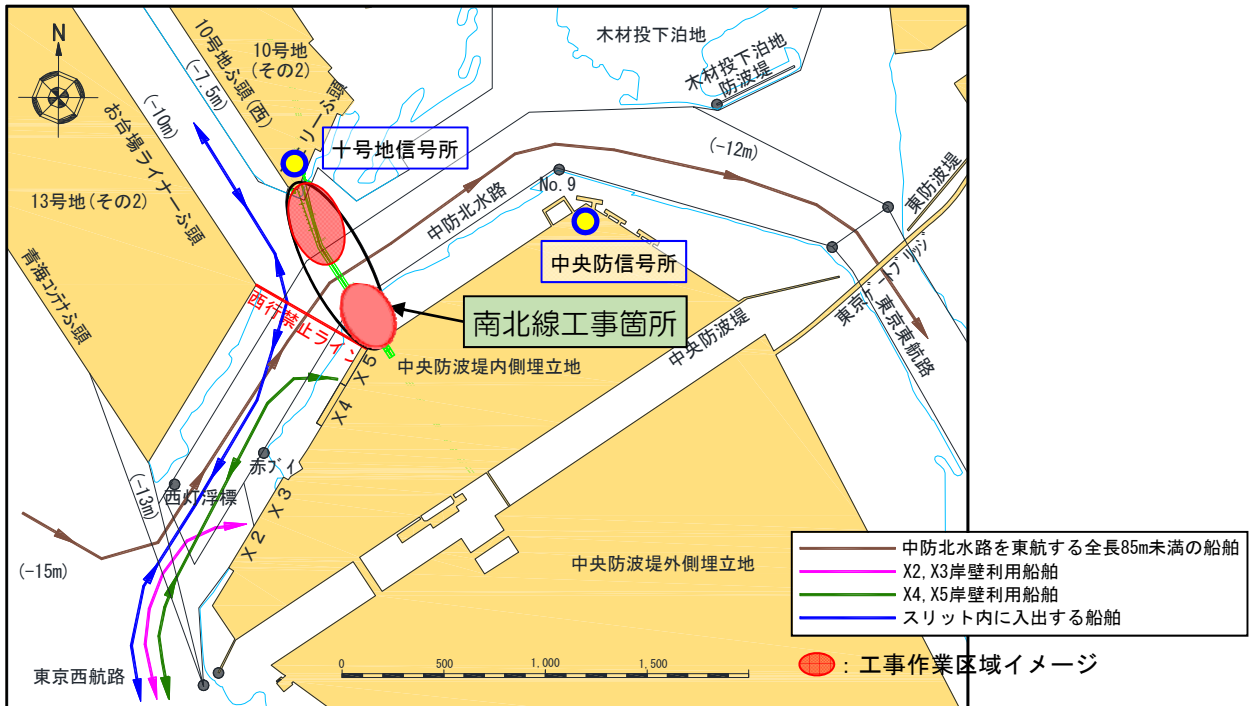 N
10号地ふ頭(西)
10号地
(その2)
フェリーふ頭
(-7.5m)
(-10m)
お台場ライナーふ頭
13号地(その2)
青海コンテナふ頭
十号地信号所
木材投下泊地
木材投下泊地
防波堤
(-12m)
No.9
中防北水路
中央防信号所
東防波堤
東京ゲートブリッジ
東京東航路
西行禁止ライン
南北線工事箇所
中央防波堤内側埋立地
中央防波堤
X5
X4
X3
X2
赤ブイ
西灯浮標
(-13m)
(-15m)
中央防波堤外側埋立地
東京西航路
0
500
1,000
1,500
中防北水路を東航する全長85m未満の船舶
X2,X3岸壁利用船舶
X4,X5岸壁利用船舶
スリット内に入出する船舶
：工事作業区域イメージ